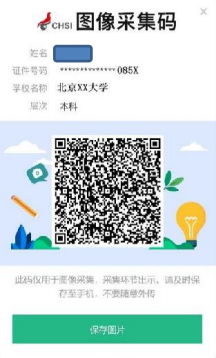 CHSI 图像采集码
姓名
证件号码 **************085X
学校名称 北京XX大学
层次 本科
此码仅用于图像采集,采集环节出示,请及时保
存至手机,不要随意外传
保存图片